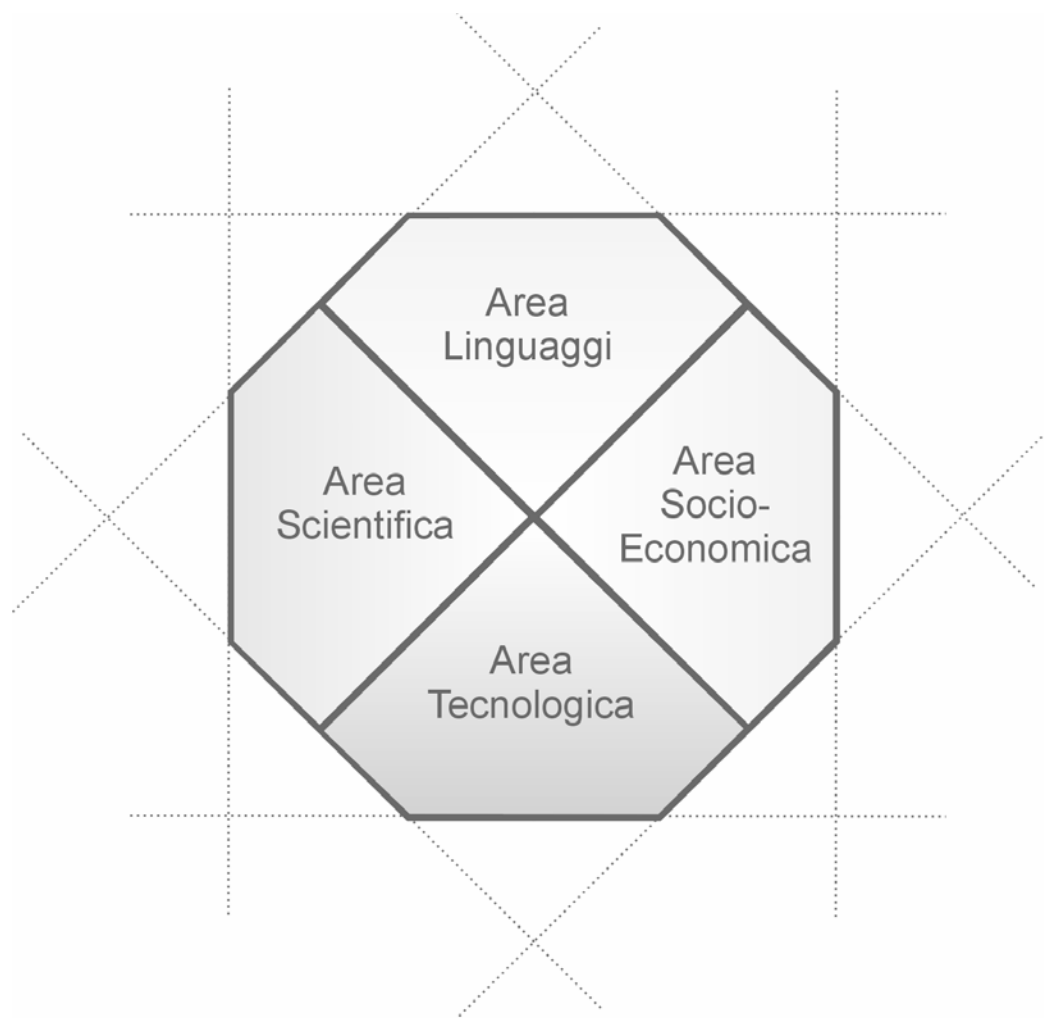 Area
Linguaggi
Area
Scientifica
Area
Socio-
Economica
Area
Tecnologica